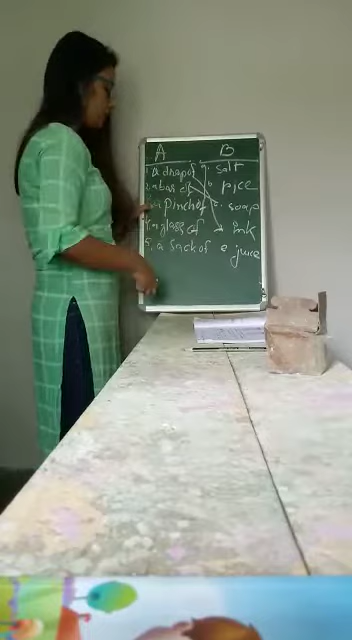 A B
1. a drop of a. salt
2. a bar of b. rice
3. a pinch of c. soap
4. a glass of d. ink
5. a sack of e juice